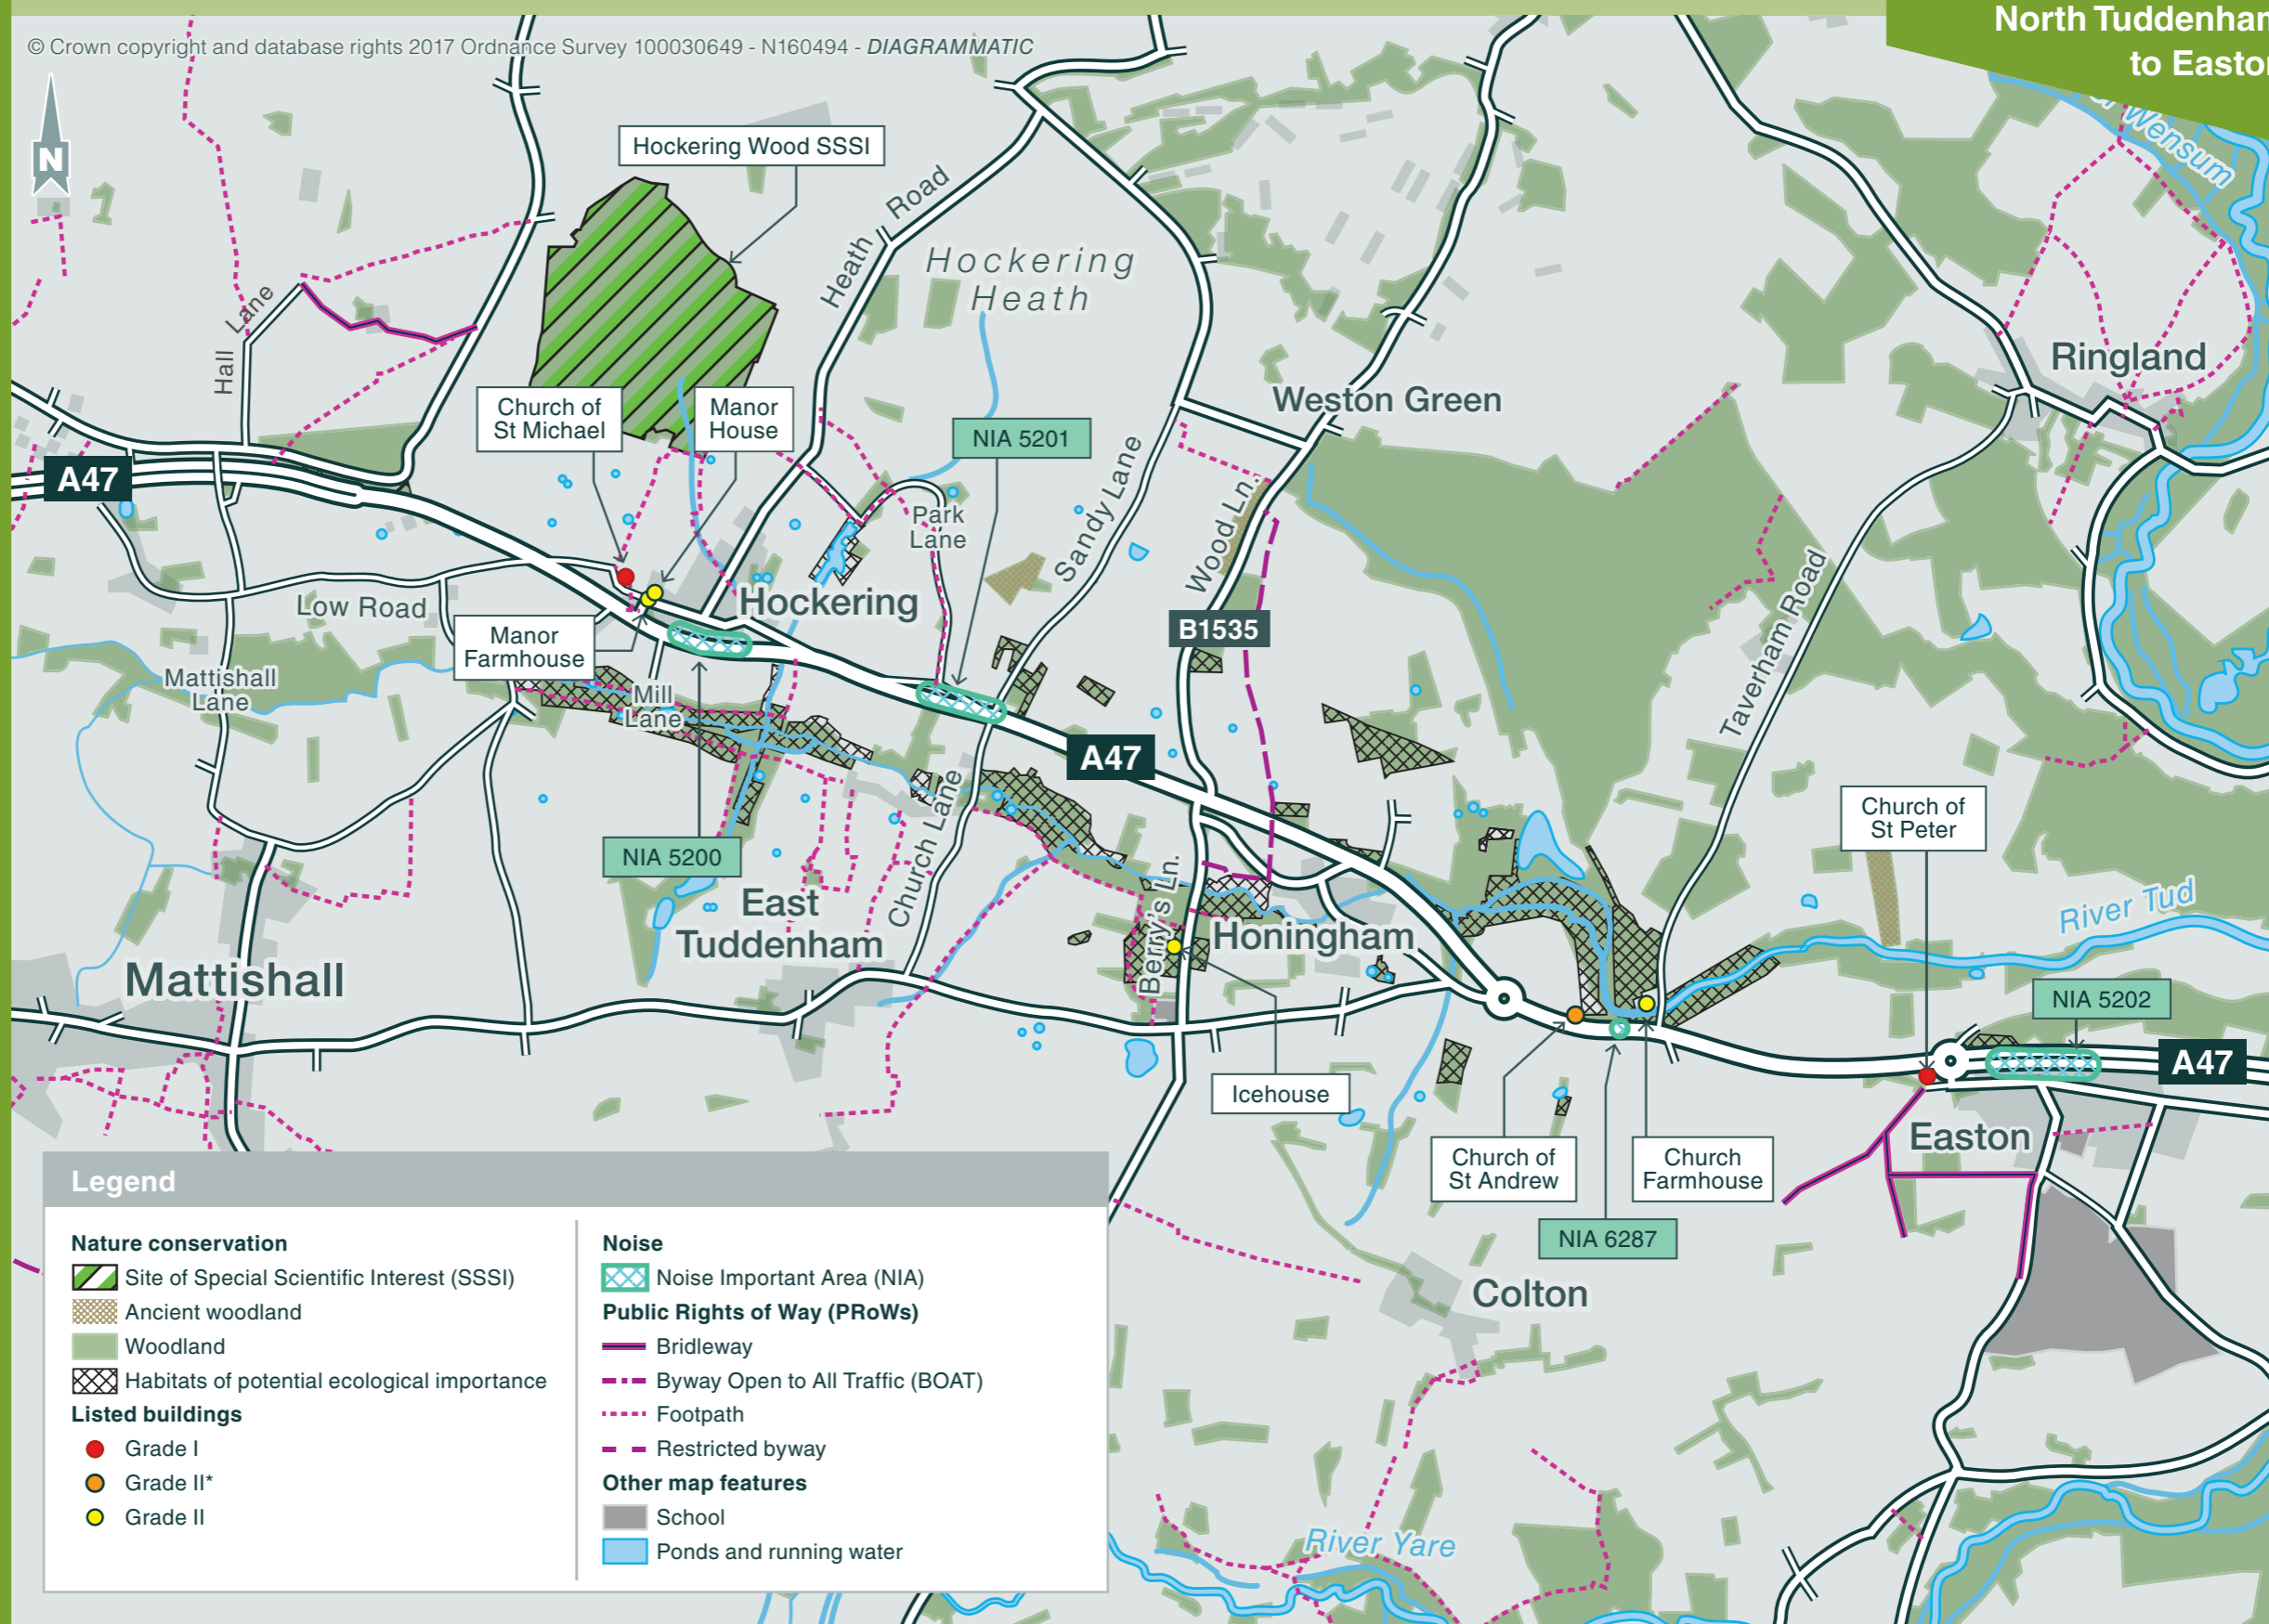 North Tuddenham
to Easton
© Crown copyright and database rights 2017 Ordnance Survey 100030649 - N160494 - DIAGRAMMATIC
N
Wensum
Hockering Wood SSSI
Heath Road
Hockering
Heath
Hall Lane
Ringland
Weston Green
Church of
St Michael
Manor
House
NIA 5201
A47
Park
Lane
Sandy Lane
Wood Ln.
Low Road
Hockering
B1535
Taverham Road
Manor
Farmhouse
Mattishall
Lane
Mill
Lane
A47
Church of
St Peter
NIA 5200
Church Lane
East
Tuddenham
Berry's Ln.
Honingham
River Tud
Mattishall
NIA 5202
A47
Icehouse
Church of
St Andrew
Church
Farmhouse
Easton
NIA 6287
Colton
River Yare
Legend
Nature conservation
Site of Special Scientific Interest (SSSI)
Ancient woodland
Woodland
Habitats of potential ecological importance
Listed buildings
Grade I
Grade II*
Grade II
Noise
Noise Important Area (NIA)
Public Rights of Way (PRoWs)
Bridleway
Byway Open to All Traffic (BOAT)
Footpath
Restricted byway
Other map features
School
Ponds and running water